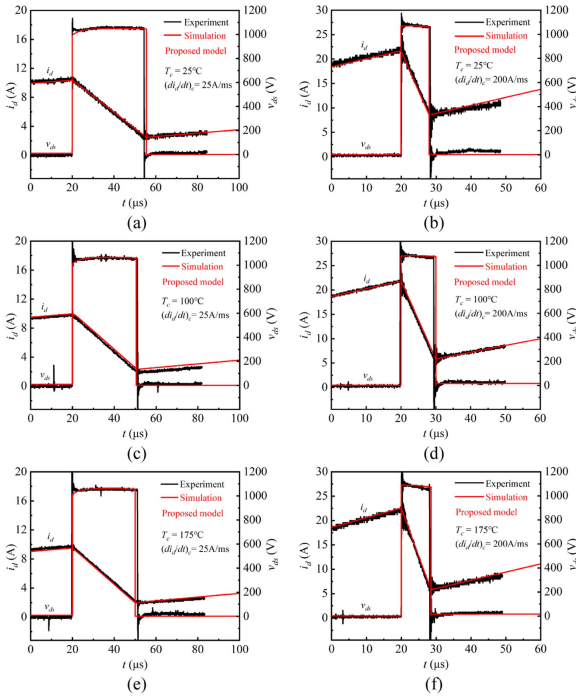 20
16
12
8
4
0
i_d (A)
Experiment
Simulation
Proposed model
T_c = 25°C
(di_d/dt)_c = 25A/ms
i_d
v_ds
1200
1000
800
600
400
200
0
v_ds (V)
0 20 40 60 80 100
t (μs)
(a)
30
25
20
15
10
5
0
i_d (A)
Experiment
Simulation
Proposed model
T_c = 25°C
(di_d/dt)_c = 200A/ms
i_d
v_ds
1200
1000
800
600
400
200
0
v_ds (V)
0 10 20 30 40 50 60
t (μs)
(b)
20
16
12
8
4
0
i_d (A)
Experiment
Simulation
Proposed model
T_c = 100°C
(di_d/dt)_c = 25A/ms
i_d
v_ds
1200
1000
800
600
400
200
0
v_ds (V)
0 20 40 60 80 100
t (μs)
(c)
30
25
20
15
10
5
0
i_d (A)
Experiment
Simulation
Proposed model
T_c = 100°C
(di_d/dt)_c = 200A/ms
i_d
v_ds
1200
1000
800
600
400
200
0
v_ds (V)
0 10 20 30 40 50 60
t (μs)
(d)
20
16
12
8
4
0
i_d (A)
Experiment
Simulation
Proposed model
T_c = 175°C
(di_d/dt)_c = 25A/ms
i_d
v_ds
1200
1000
800
600
400
200
0
v_ds (V)
0 20 40 60 80 100
t (μs)
(e)
30
25
20
15
10
5
0
i_d (A)
Experiment
Simulation
Proposed model
T_c = 175°C
(di_d/dt)_c = 200A/ms
i_d
v_ds
1200
1000
800
600
400
200
0
v_ds (V)
0 10 20 30 40 50 60
t (μs)
(f)